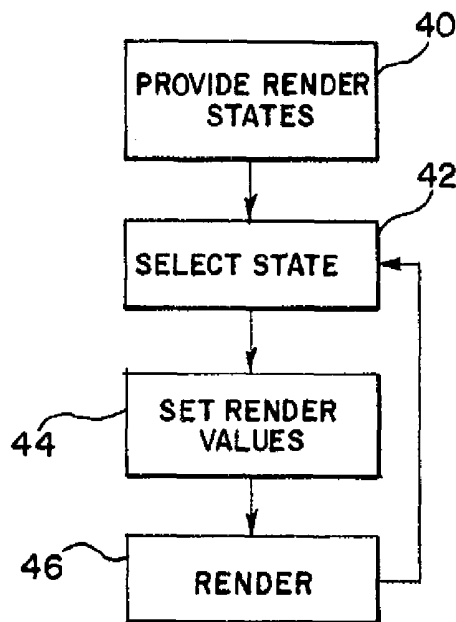 40
PROVIDE RENDER
STATES
42
SELECT STATE
SET RENDER
VALUES
44
46
RENDER